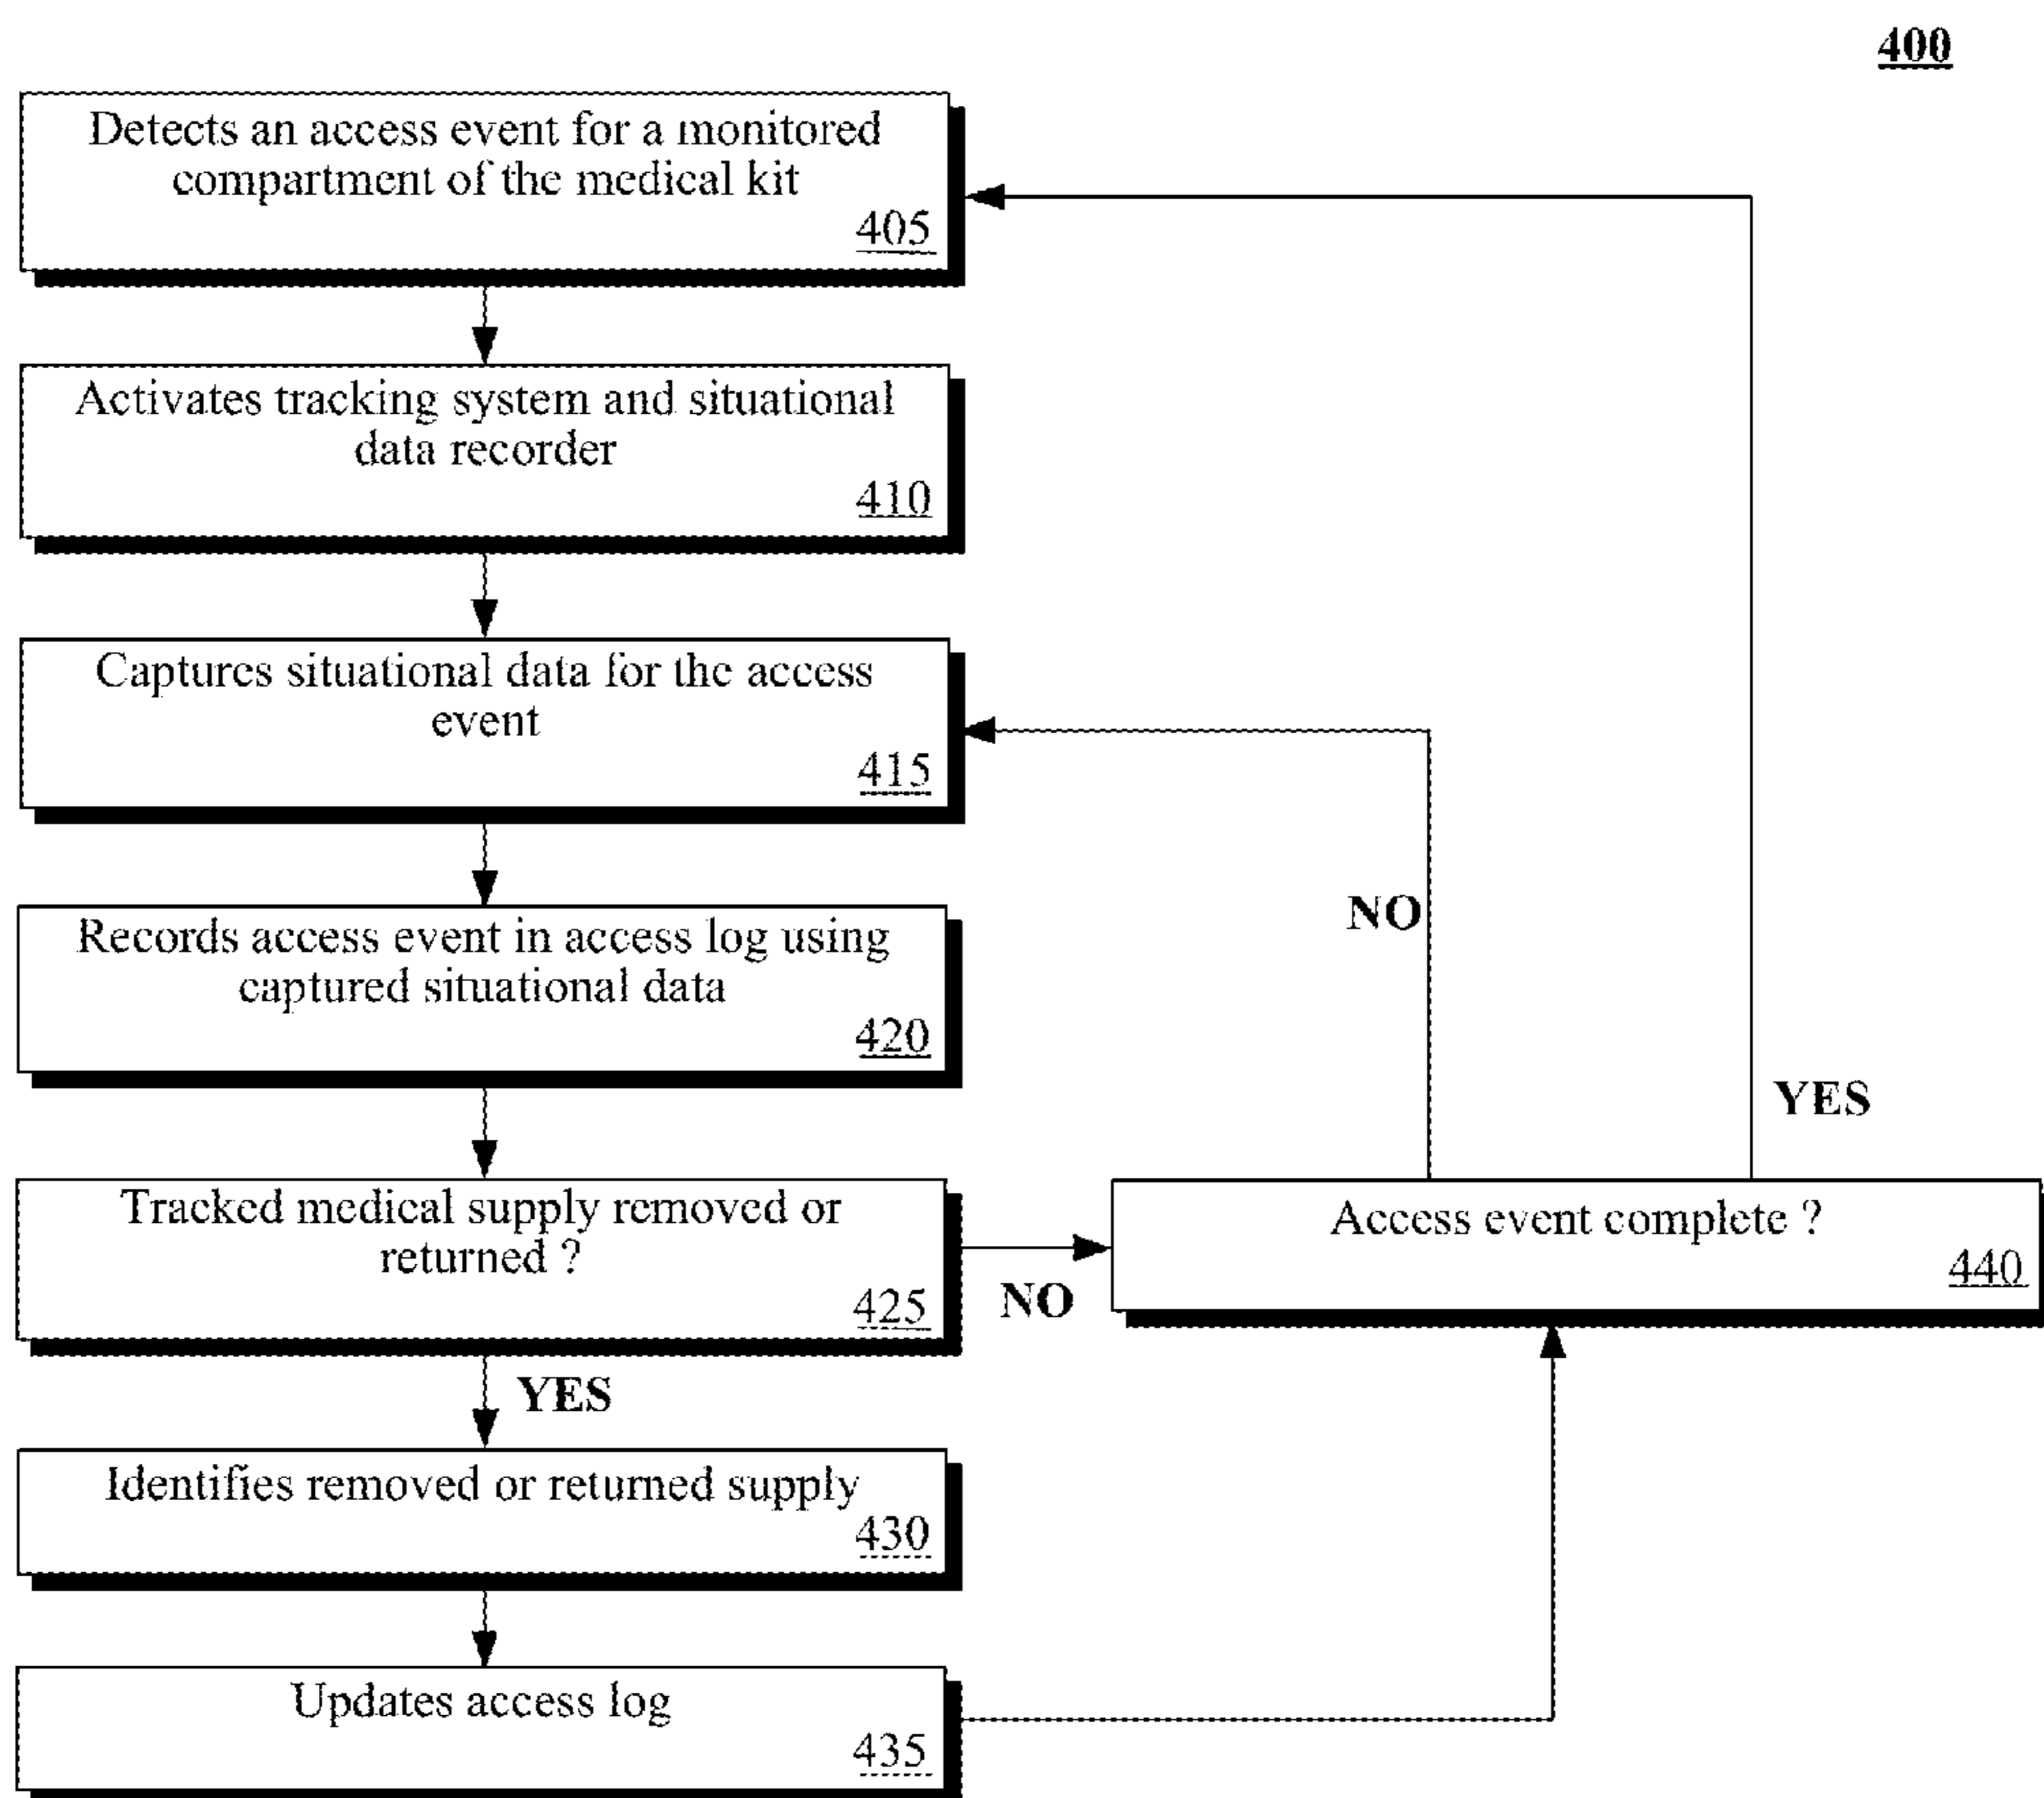 400
Detects an access event for a monitored
compartment of the medical kit
405
Activates tracking system and situational
data recorder
410
Captures situational data for the access
event
415
Records access event in access log using
captured situational data
420
NO
YES
Tracked medical supply removed or
returned ?
425
NO
Access event complete ?
440
YES
Identifies removed or returned supply
430
Updates access log
435